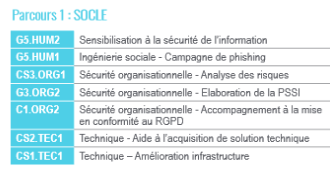 Parcours 1 : SOCLE
G5.HUM2 Sensibilisation à la sécurité de l'information
G5.HUM1 Ingénierie sociale - Campagne de phishing
CS3.ORG1 Sécurité organisationnelle - Analyse des risques
G3.ORG2 Sécurité organisationnelle - Elaboration de la PSSI
C1.ORG2 Sécurité organisationnelle - Accompagnement à la mise
en conformité au RGPD
CS2.TEC1 Technique - Aide à l'acquisition de solution technique
CS1.TEC1 Technique – Amélioration infrastructure